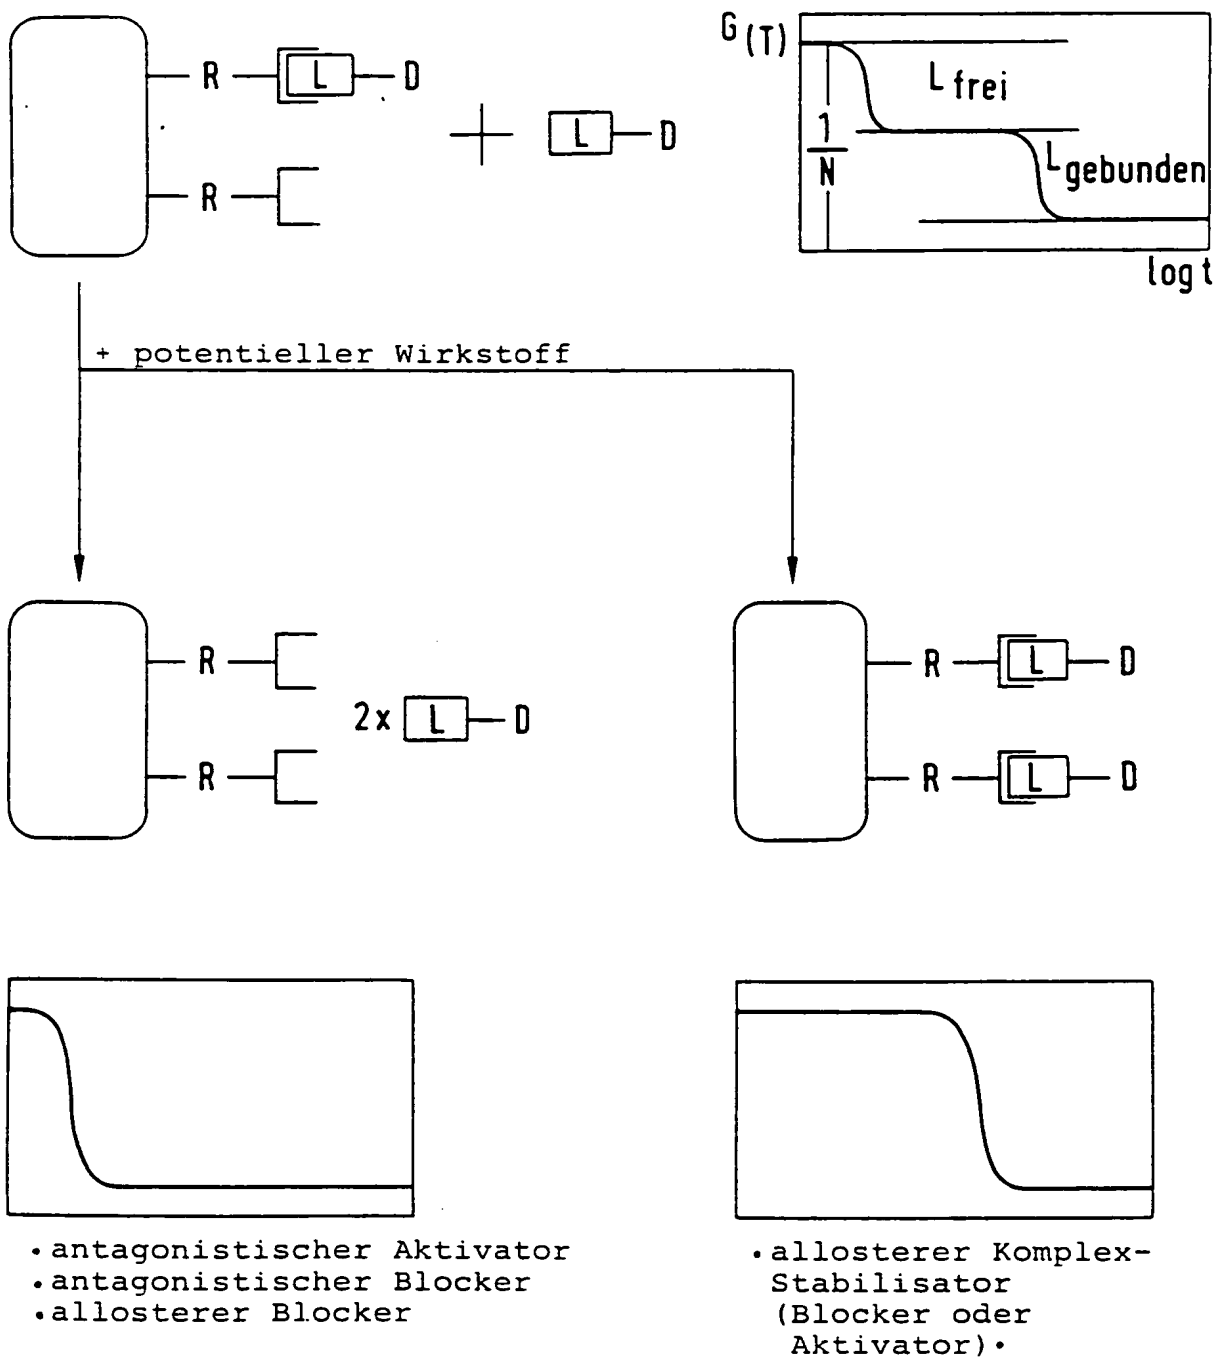 R L D
L D
R
G(T)
L frei
1
N
L gebunden
log t
+ potentieller Wirkstoff
R
2x L D
R
R L D
R L D
• antagonistischer Aktivator
• antagonistischer Blocker
• allosterer Blocker
• allosterer Komplex-
Stabilisator
(Blocker oder
Aktivator) •